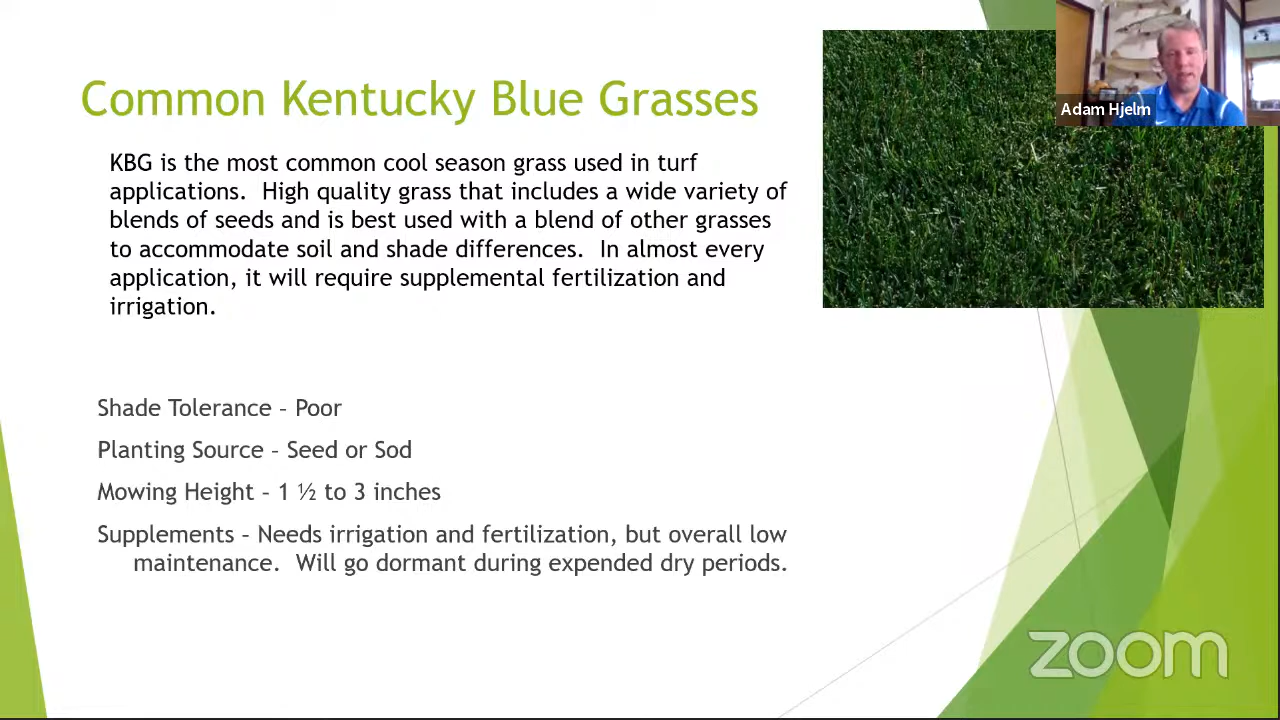 Common Kentucky Blue Grasses
Adam Hjelm
KBG is the most common cool season grass used in turf
applications.  High quality grass that includes a wide variety of
blends of seeds and is best used with a blend of other grasses
to accommodate soil and shade differences.  In almost every
application, it will require supplemental fertilization and
irrigation.
Shade Tolerance – Poor
Planting Source – Seed or Sod
Mowing Height – 1 ½ to 3 inches
Supplements – Needs irrigation and fertilization, but overall low
maintenance.  Will go dormant during expended dry periods.
zoom